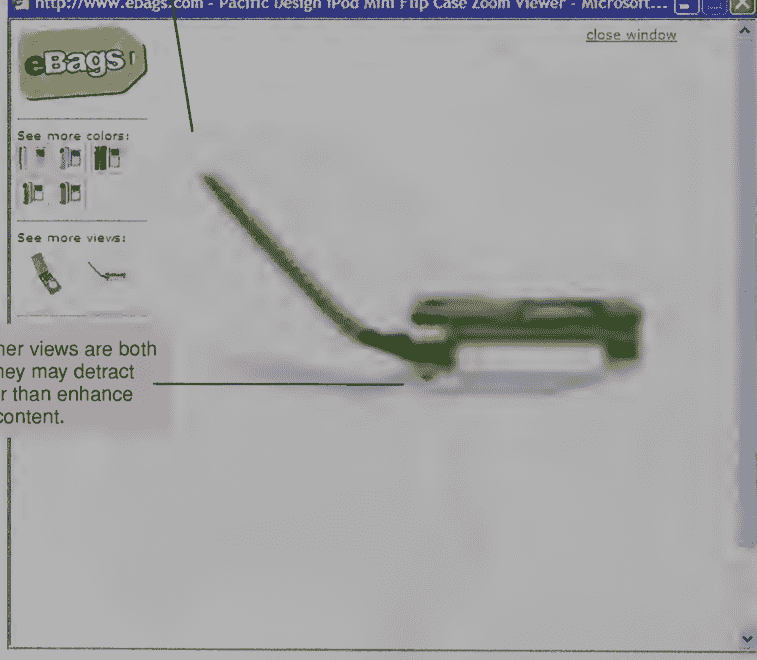 http://www.ebags.com - Pacific Design iPod Mini Flip Case Zoom Viewer - Microsoft...
close window
eBags
See more colors:
See more views:
her views are both
hey may detract
r than enhance
content.